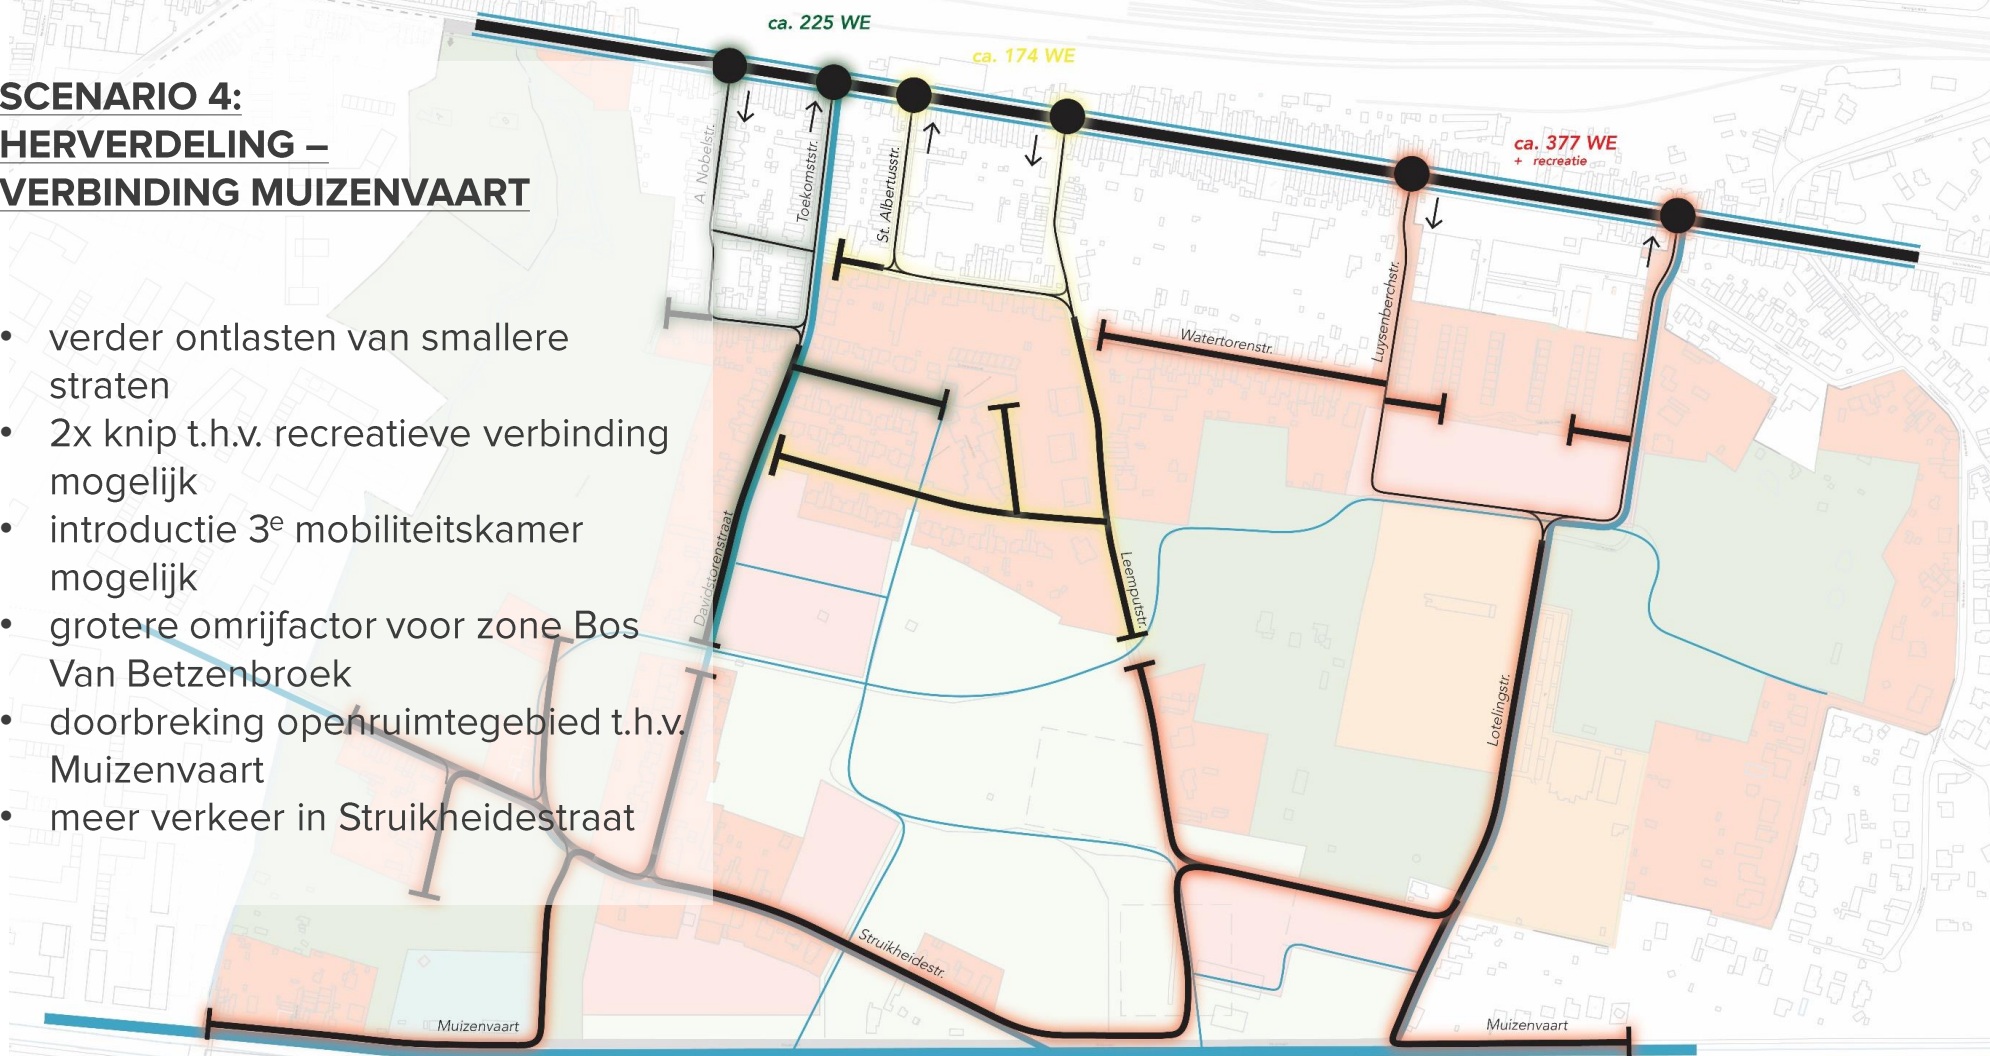 ca. 225 WE
ca. 174 WE
SCENARIO 4:
HERVERDELING –
VERBINDING MUIZENVAART
ca. 377 WE
+ recreatie
A. Nobelstr.
Toekomststr.
St. Albertusstr.
Luysenberchstr.
Watertorenstr.
• verder ontlasten van smallere
straten
• 2x knip t.h.v. recreatieve verbinding
mogelijk
• introductie 3e mobiliteitskamer
mogelijk
• grotere omrijfactor voor zone Bos
Van Betzenbroek
• doorbreking openruimtegebied t.h.v.
Muizenvaart
• meer verkeer in Struikheidestraat
Davidstorenstraat
Leemputstr.
Lotelingstr.
Struikheidestr.
Muizenvaart
Muizenvaart